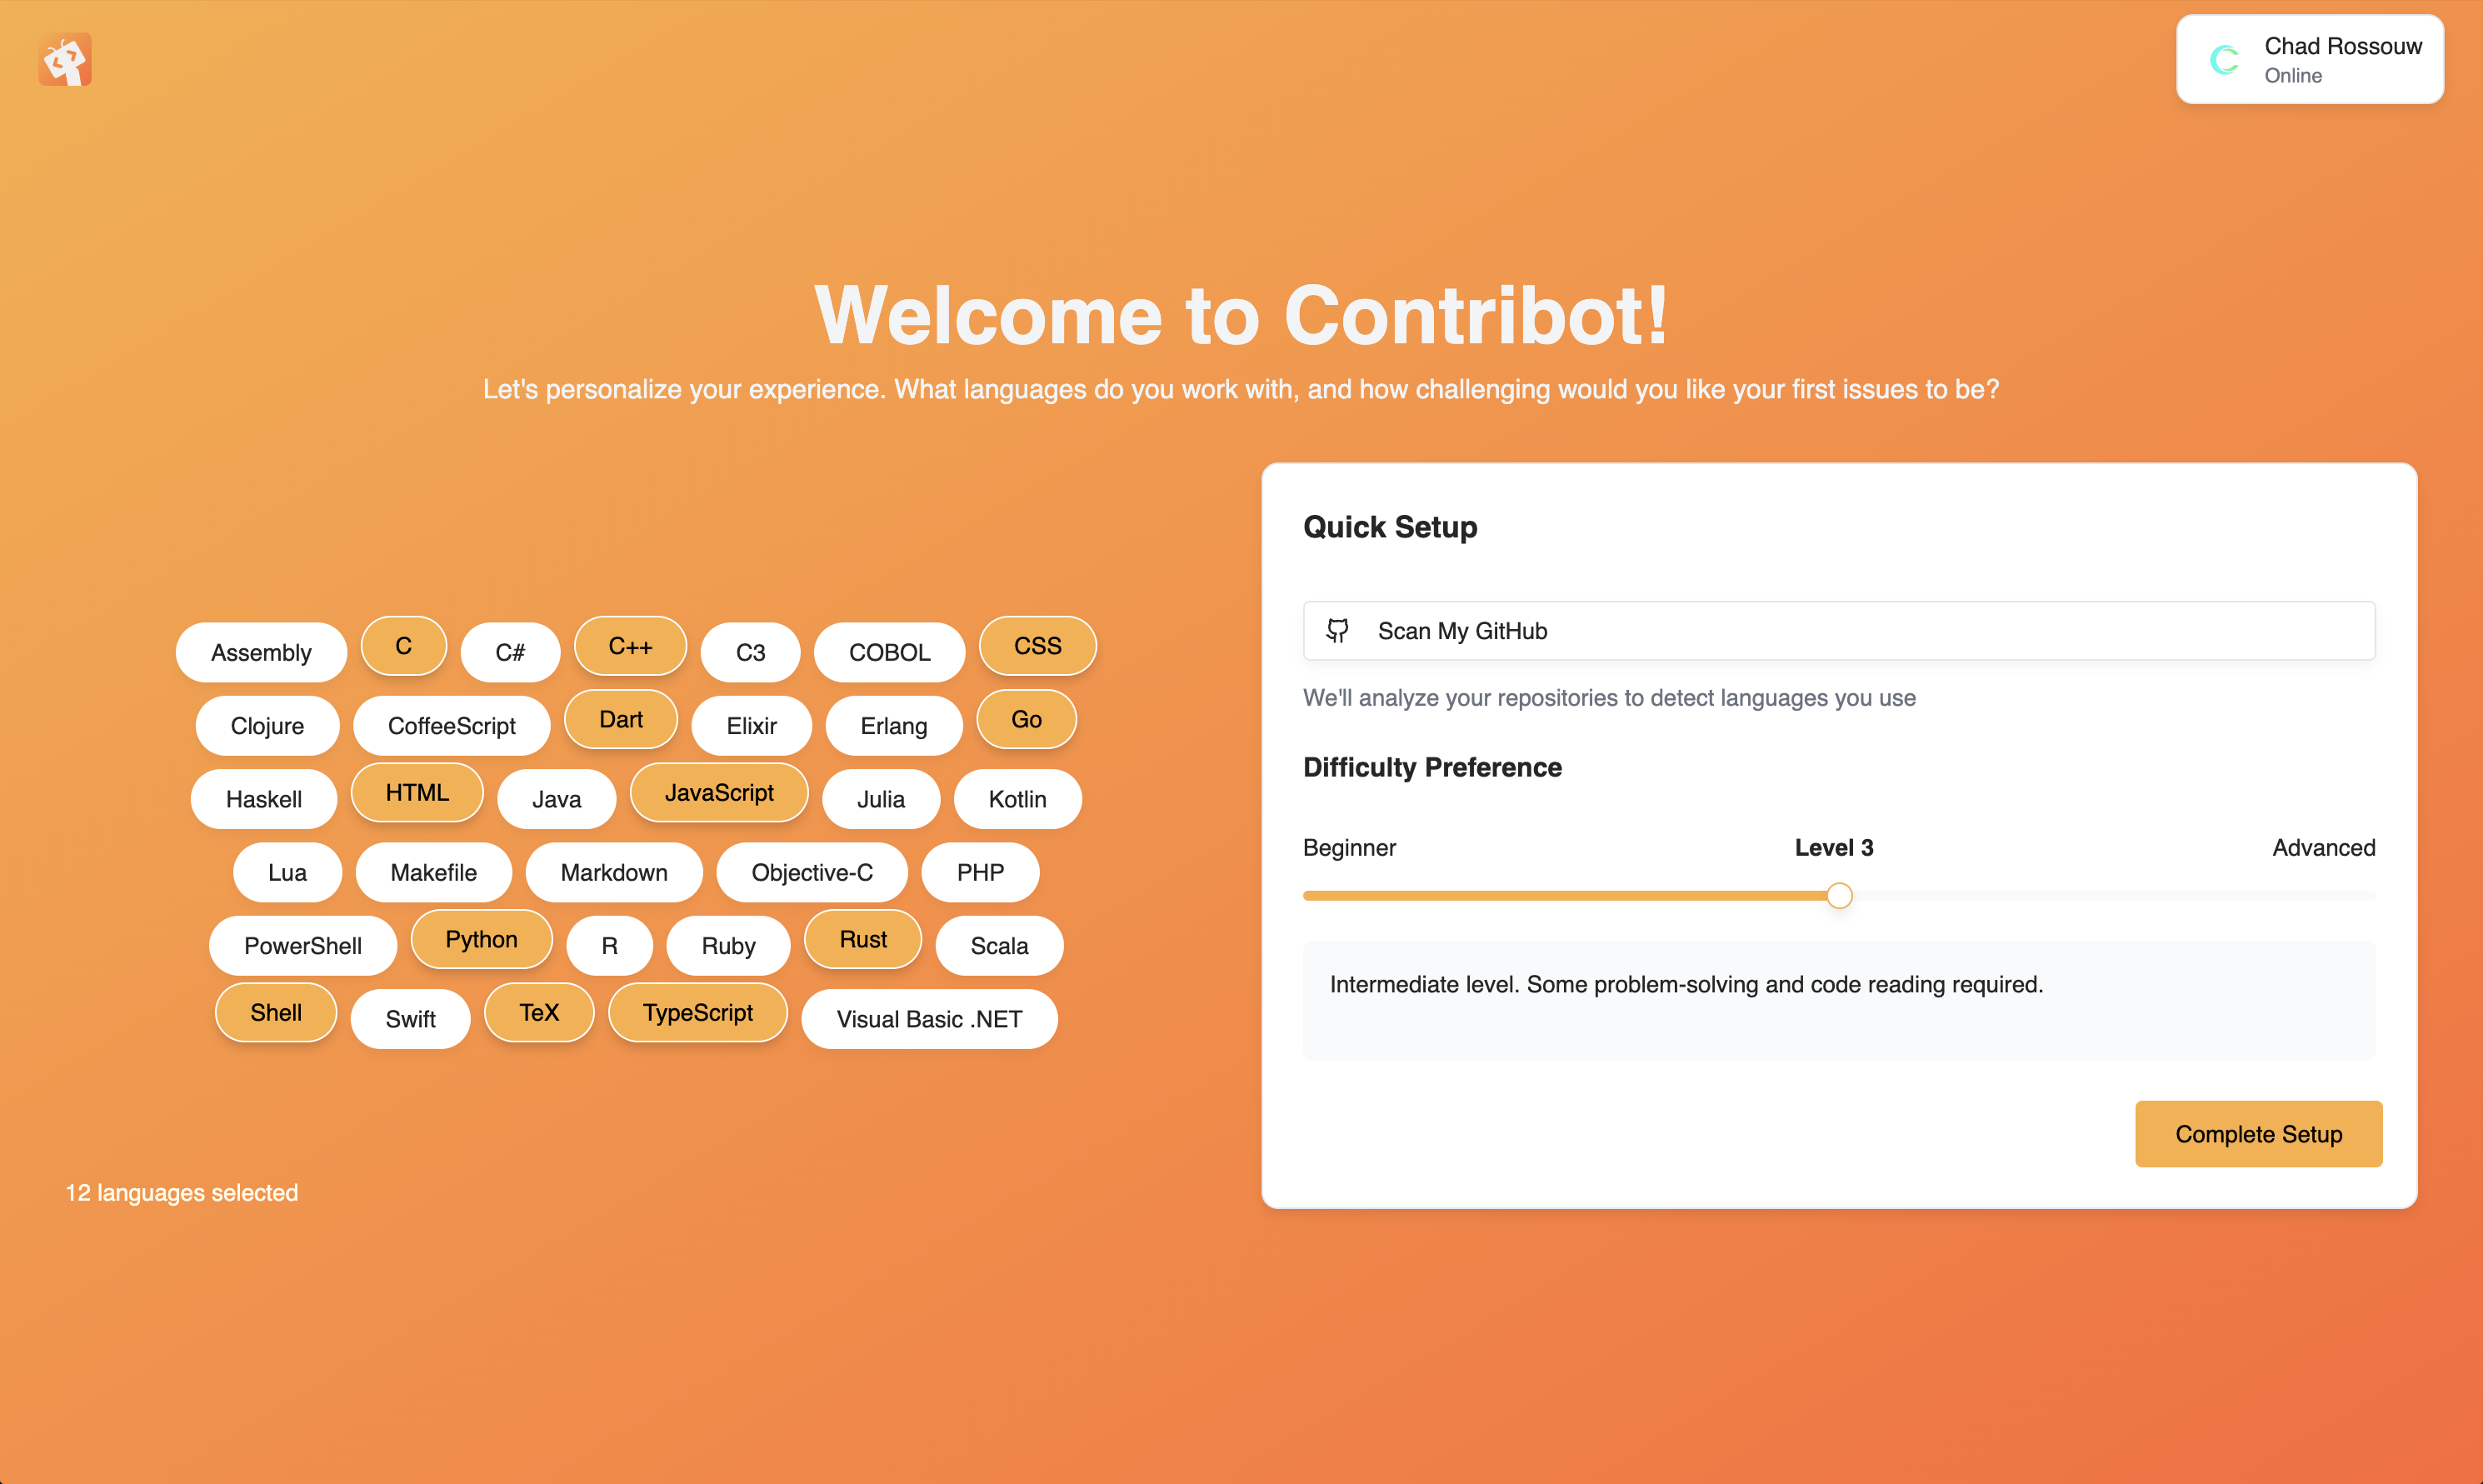 Chad Rossouw
Online
Welcome to Contribot!
Let's personalize your experience. What languages do you work with, and how challenging would you like your first issues to be?
Assembly C C# C++ C3 COBOL CSS
Clojure CoffeeScript Dart Elixir Erlang Go
Haskell HTML Java JavaScript Julia Kotlin
Lua Makefile Markdown Objective-C PHP
PowerShell Python R Ruby Rust Scala
Shell Swift TeX TypeScript Visual Basic .NET
12 languages selected
Quick Setup
Scan My GitHub
We'll analyze your repositories to detect languages you use
Difficulty Preference
Beginner Level 3 Advanced
Intermediate level. Some problem-solving and code reading required.
Complete Setup